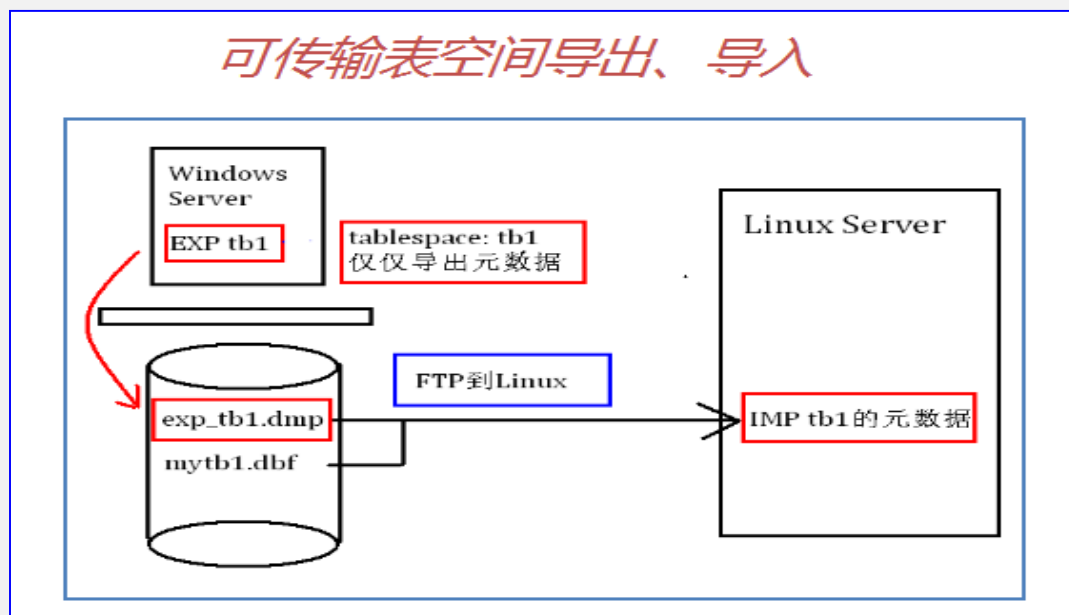 可传输表空间导出、导入
Windows
Server
EXP tb1
tablespace: tb1
仅仅导出元数据
Linux Server
FTP到Linux
exp_tb1.dmp
mytb1.dbf
IMP tb1的元数据